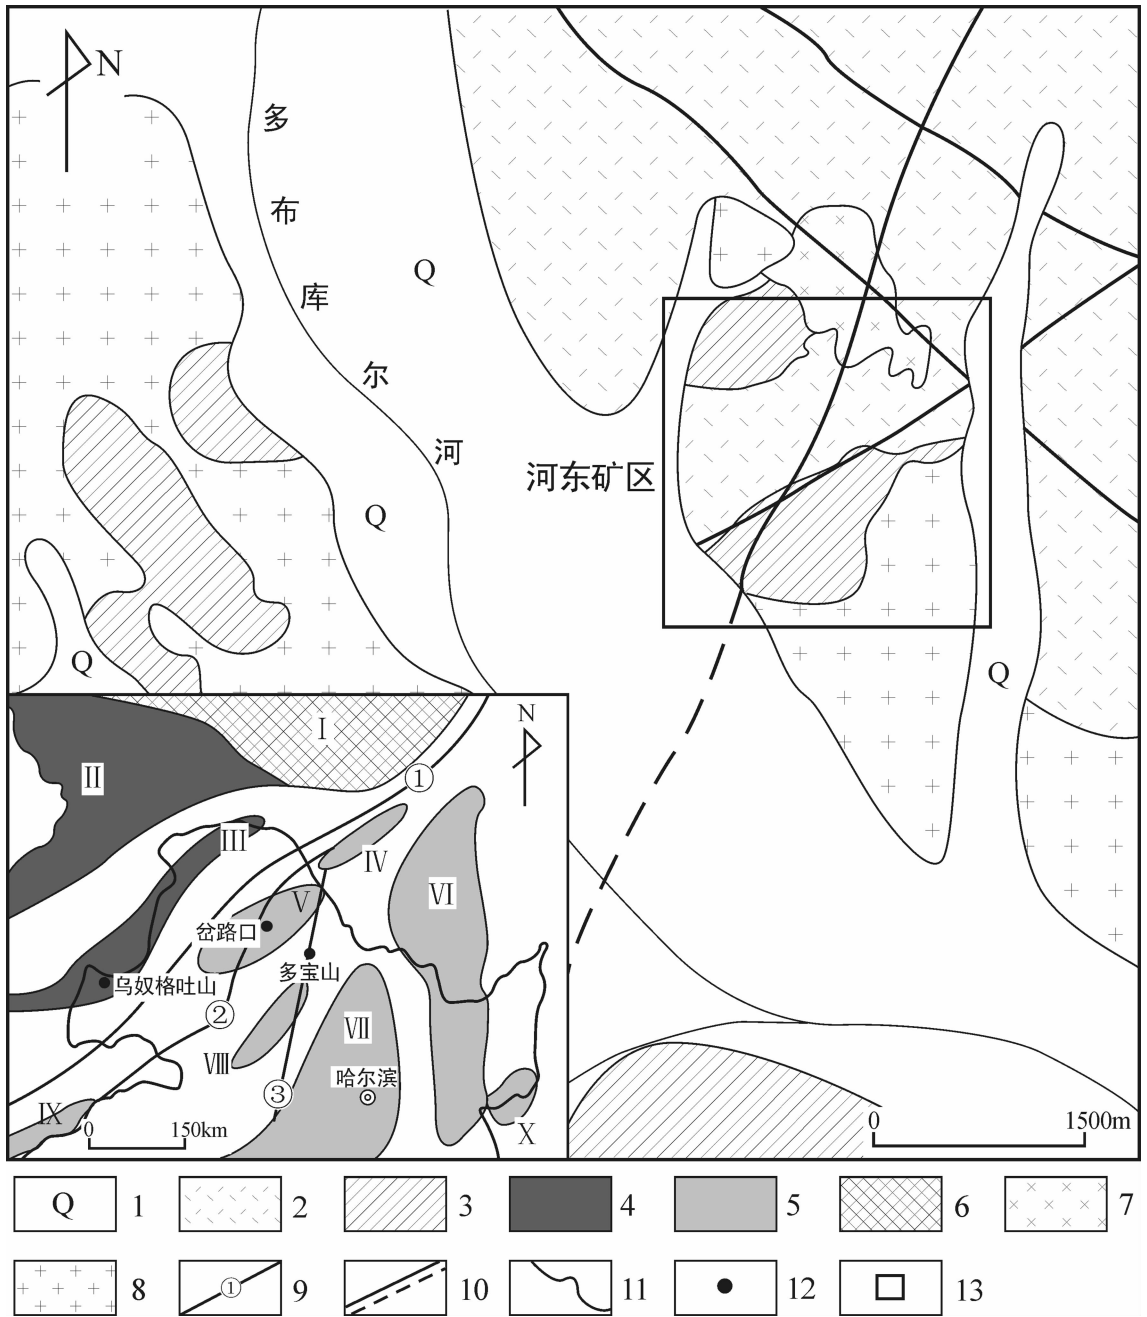 N
多
布
库
尔
河
Q
Q
Q
Q
河东矿区
0 1500m
N
Ⅰ
Ⅱ
Ⅲ
Ⅳ
Ⅴ
Ⅵ
Ⅶ
Ⅷ
Ⅸ
Ⅹ
①
②
③
岔路口
多宝山
乌奴格吐山
哈尔滨
0 150km
Q 1 2 3 4 5 6 7
8 ① 9 10 11 12 13